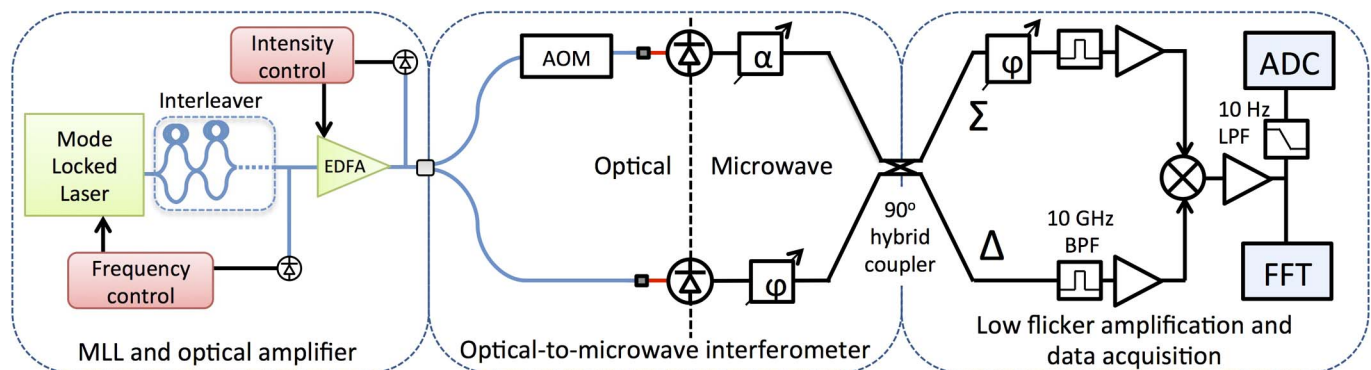 Intensity
control
Interleaver
Mode
Locked
Laser
EDFA
Frequency
control
MLL and optical amplifier
AOM
α
Optical
Microwave
φ
90º
hybrid
coupler
Optical-to-microwave interferometer
φ
Σ
Δ
10 GHz
BPF
10 Hz
LPF
ADC
FFT
Low flicker amplification and
data acquisition